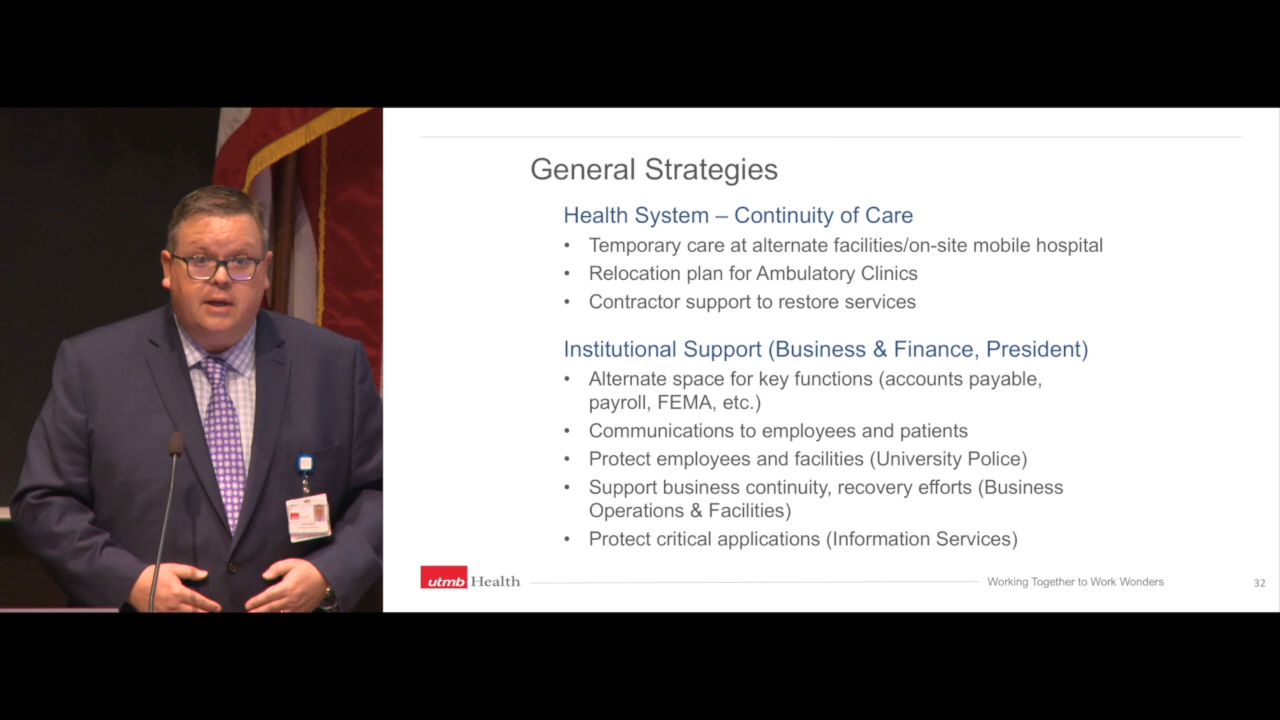 General Strategies
Health System – Continuity of Care
• Temporary care at alternate facilities/on-site mobile hospital
• Relocation plan for Ambulatory Clinics
• Contractor support to restore services
Institutional Support (Business & Finance, President)
• Alternate space for key functions (accounts payable,
payroll, FEMA, etc.)
• Communications to employees and patients
• Protect employees and facilities (University Police)
• Support business continuity, recovery efforts (Business
Operations & Facilities)
• Protect critical applications (Information Services)
utmb Health
Working Together to Work Wonders
32